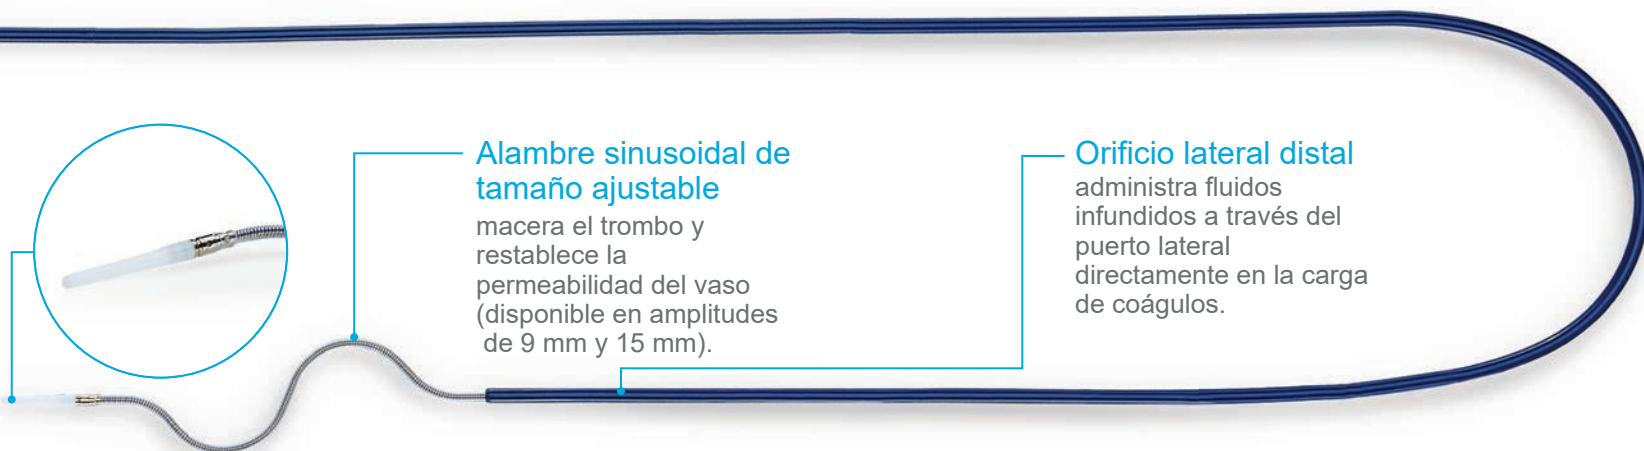 Alambre sinusoidal de
tamaño ajustable
macera el trombo y
restablece la
permeabilidad del vaso
(disponible en amplitudes
de 9 mm y 15 mm).
Orificio lateral distal
administra fluidos
infundidos a través del
puerto lateral
directamente en la carga
de coágulos.